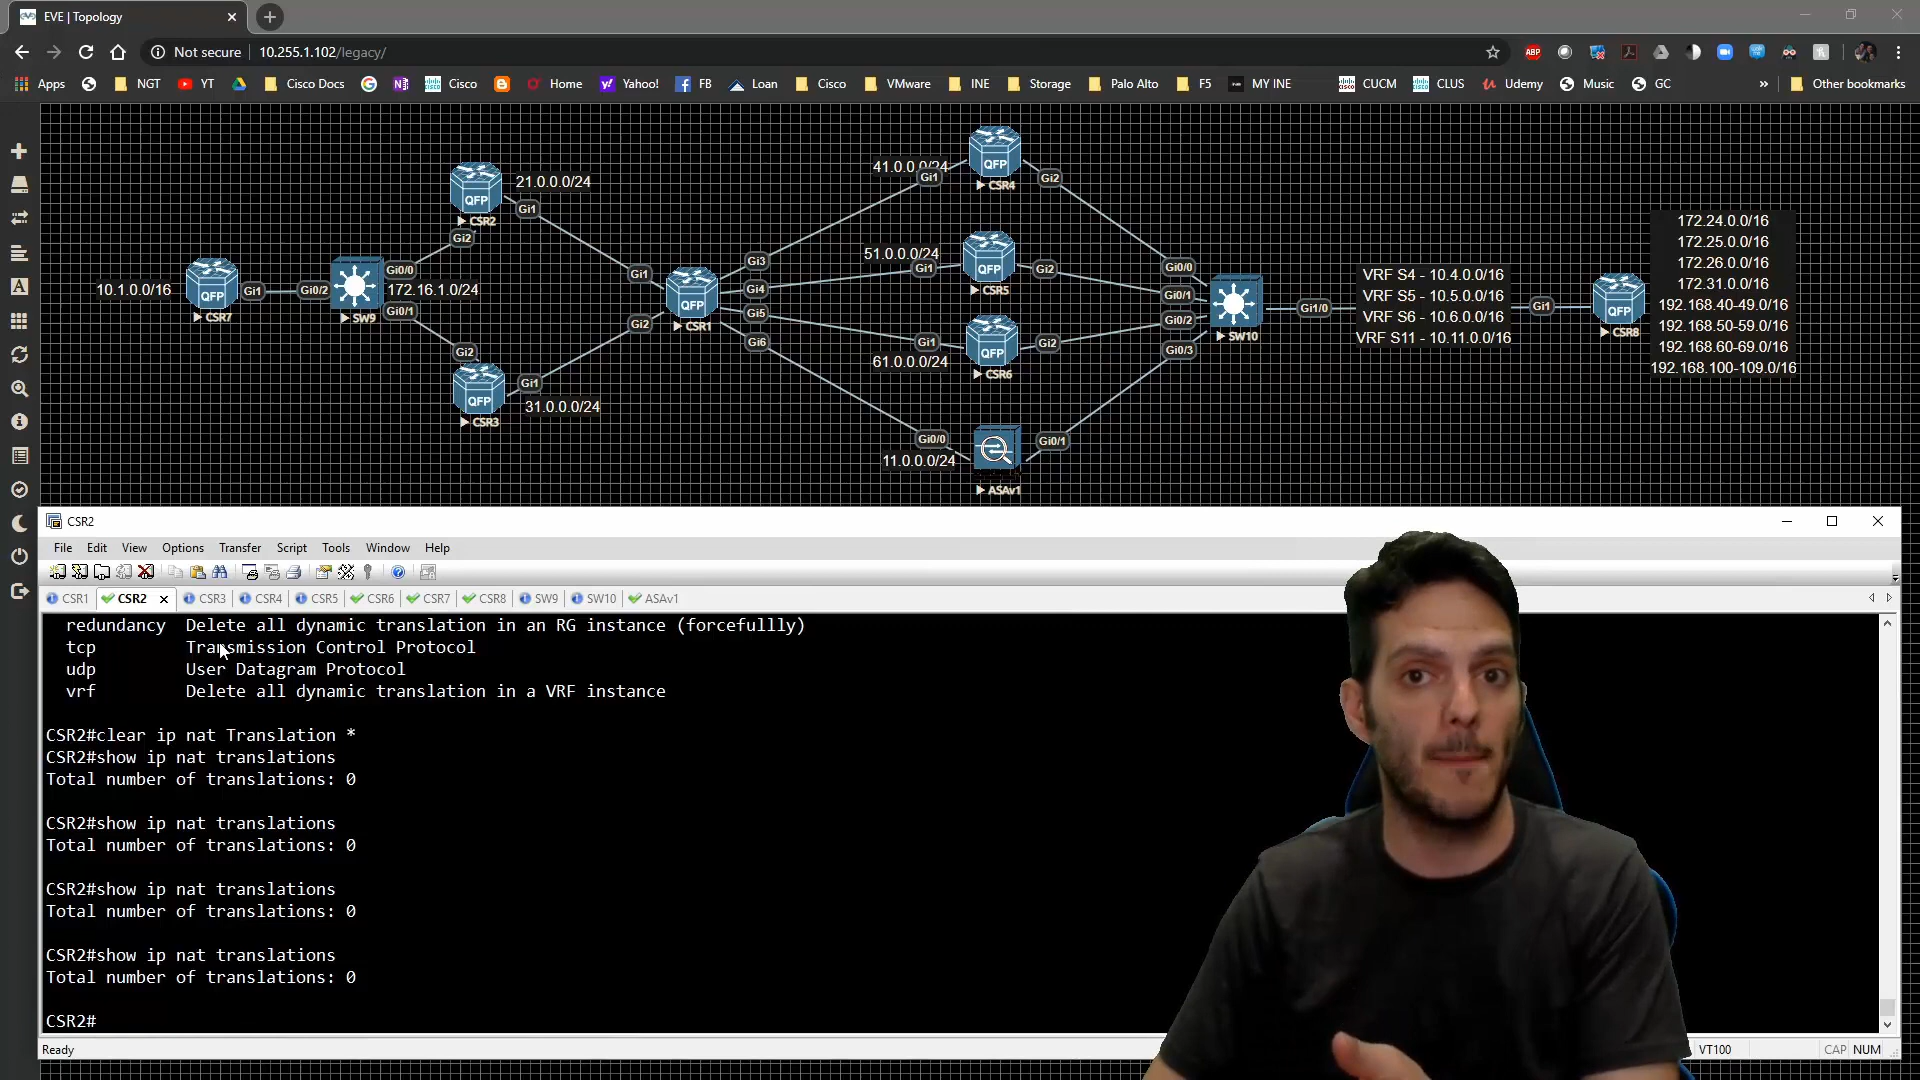 EVE | Topology
Not secure 10.255.1.102/legacy/
ABP
Apps NGT YT Cisco Docs Cisco Home Yahoo! FB Loan Cisco VMware INE Storage Palo Alto F5 MY INE CUCM CLUS Udemy Music GC » Other bookmarks
QFP
CSR4
41.0.0.0/24
Gi1
Gi2
QFP
CSR2
21.0.0.0/24
Gi1
Gi2
10.1.0.0/16
QFP
CSR7
Gi1
Gi0/2
SW9
Gi0/0
172.16.1.0/24
Gi0/1
Gi2
QFP
CSR3
Gi1
31.0.0.0/24
Gi1
Gi2
QFP
CSR1
Gi3
Gi4
Gi5
Gi6
51.0.0.0/24
Gi1
QFP
CSR5
Gi2
Gi1
61.0.0.0/24
QFP
CSR6
Gi2
Gi0/0
11.0.0.0/24
ASAv1
Gi0/1
Gi0/0
Gi0/1
Gi0/2
Gi0/3
SW10
Gi1/0
VRF S4 - 10.4.0.0/16
VRF S5 - 10.5.0.0/16
VRF S6 - 10.6.0.0/16
VRF S11 - 10.11.0.0/16
Gi1
QFP
CSR8
172.24.0.0/16
172.25.0.0/16
172.26.0.0/16
172.31.0.0/16
192.168.40-49.0/16
192.168.50-59.0/16
192.168.60-69.0/16
192.168.100-109.0/16
CSR2
File Edit View Options Transfer Script Tools Window Help
CSR1 CSR2 CSR3 CSR4 CSR5 CSR6 CSR7 CSR8 SW9 SW10 ASAv1
redundancy Delete all dynamic translation in an RG instance (forcefullly)
tcp Transmission Control Protocol
udp User Datagram Protocol
vrf Delete all dynamic translation in a VRF instance
CSR2#clear ip nat Translation *
CSR2#show ip nat translations
Total number of translations: 0
CSR2#show ip nat translations
Total number of translations: 0
CSR2#show ip nat translations
Total number of translations: 0
CSR2#show ip nat translations
Total number of translations: 0
CSR2#
Ready VT100 CAP NUM